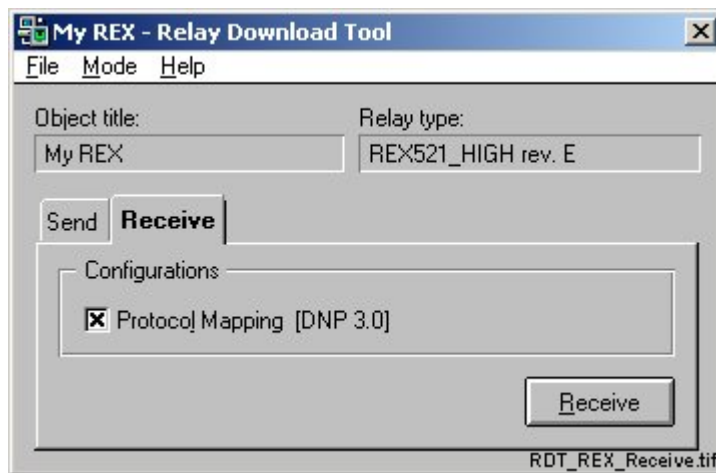 My REX - Relay Download Tool
File Mode Help
Object title: Relay type:
My REX REX521_HIGH rev. E
Send Receive
Configurations
Protocol Mapping [DNP 3.0]
Receive
RDT_REX_Receive.tif